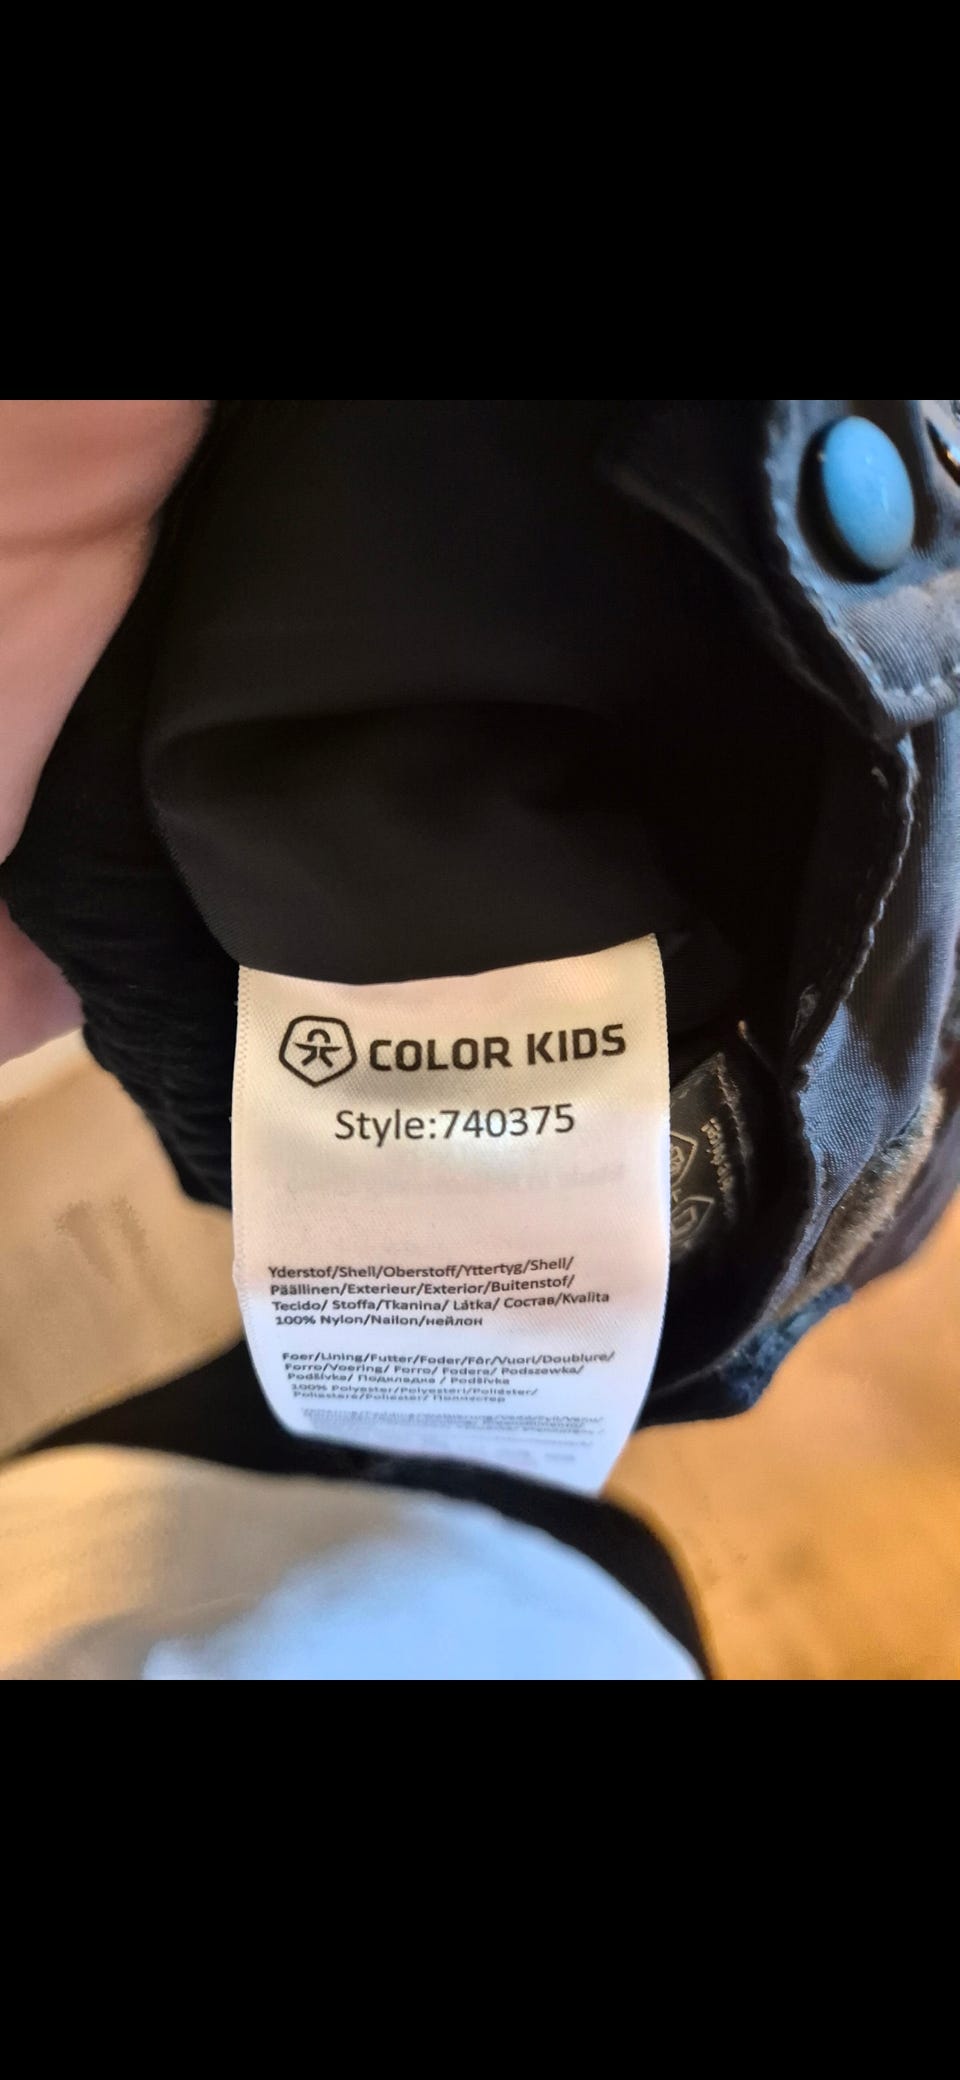 COLOR KIDS
Style:740375
Yderstof/Shell/Oberstoff/Yttertyg/Shell/
Päällinen/Exterieur/Exterior/Buitenstof/
Tecido/ Stoffa/Tkanina/ Látka/ Состав/Kvalita
100% Nylon/Nailon/нейлон
Foer/Lining/Futter/Foder/Fôr/Vuori/Doublure/
Forro/Voering/ Forro/ Fodera/ Podszewka/
Podšívka/ Подкладка / Podšívka
100% Polyester/Polyesteri/Poliéster/
Poliestere/Poliester/ Полиэстер